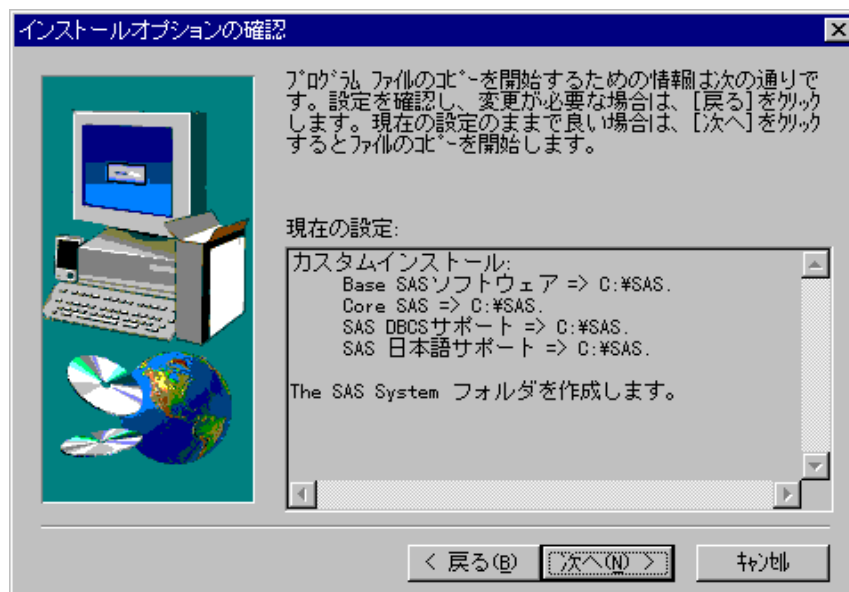 インストールオプションの確認
ﾌﾟﾛｸﾞﾗﾑ ﾌｧｲﾙのｺﾋﾟｰを開始するための情報は次の通りで
す。設定を確認し、変更が必要な場合は、[戻る]をｸﾘｯｸ
します。現在の設定のままで良い場合は、[次へ]をｸﾘｯｸ
するとﾌｧｲﾙのｺﾋﾟｰを開始します。
現在の設定:
カスタムインストール:
Base SASソフトウェア => C:¥SAS.
Core SAS => C:¥SAS.
SAS DBCSサポート => C:¥SAS.
SAS 日本語サポート => C:¥SAS.
The SAS System フォルダを作成します。
< 戻る(B) 次へ(N) > ｷｬﾝｾﾙ